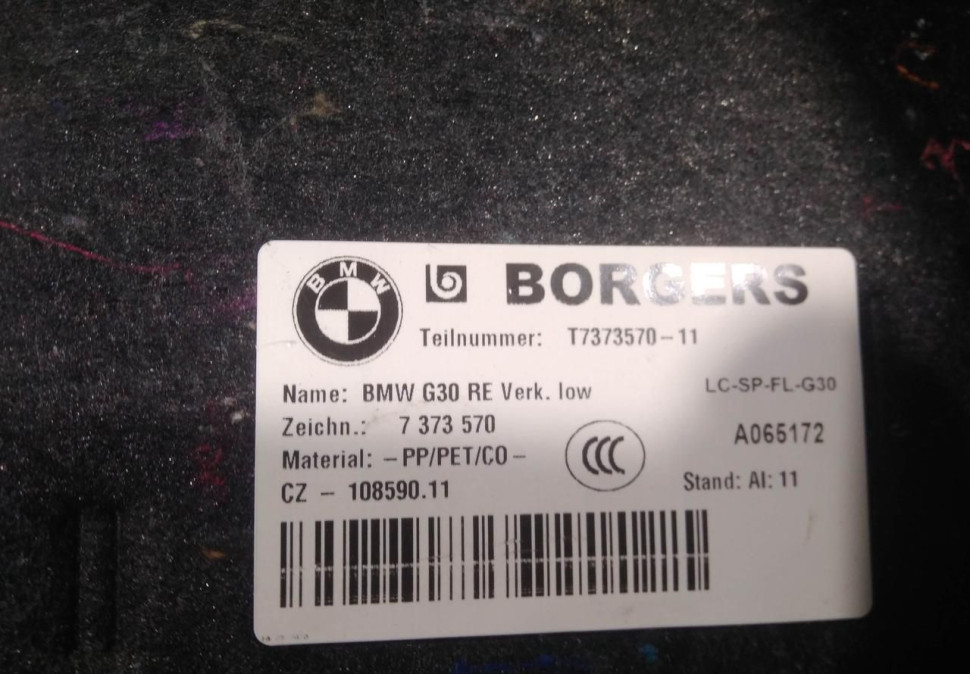 BMW
BORGERS
Teilnummer: T7373570-11
Name: BMW G30 RE Verk. low
LC-SP-FL-G30
Zeichn.: 7 373 570
A065172
Material: -PP/PET/CO-
CCC
Stand: AI: 11
CZ - 108590.11